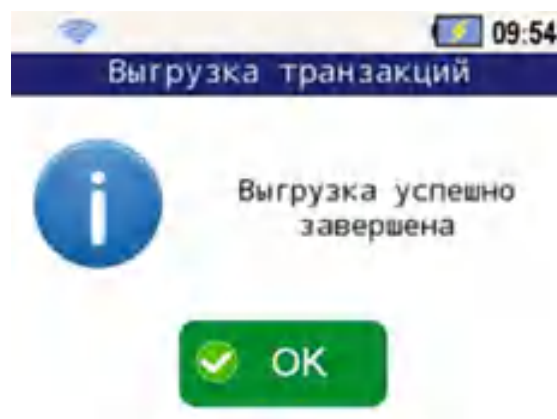 09:54
Выгрузка транзакций
Выгрузка успешно
завершена
OK